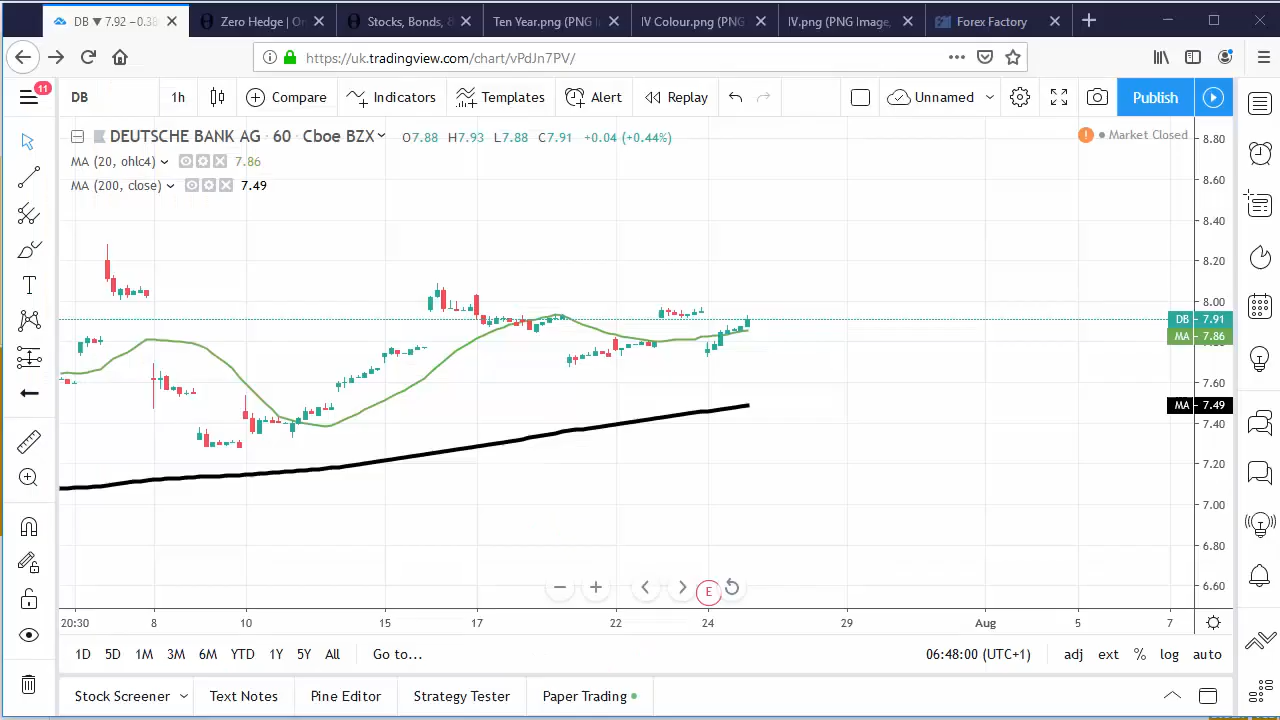 DB ▼ 7.92 −0.38
Zero Hedge | On
Stocks, Bonds,
Ten Year.png (PNG I
IV Colour.png (PNG
IV.png (PNG Image,
Forex Factory
https://uk.tradingview.com/chart/vPdJn7PV/
11
DB
1h
Compare
Indicators
Templates
Alert
Replay
Unnamed
Publish
DEUTSCHE BANK AG · 60 · Cboe BZX
O7.88 H7.93 L7.88 C7.91 +0.04 (+0.44%)
Market Closed
MA (20, ohlc4) 7.86
MA (200, close) 7.49
8.80
8.60
8.40
8.20
8.00
DB 7.91
MA 7.86
7.60
MA 7.49
7.40
7.20
7.00
6.80
6.60
E
20:30 8 10 15 17 22 24 29 Aug 5 7
1D 5D 1M 3M 6M YTD 1Y 5Y All Go to...
06:48:00 (UTC+1) adj ext % log auto
Stock Screener Text Notes Pine Editor Strategy Tester Paper Trading